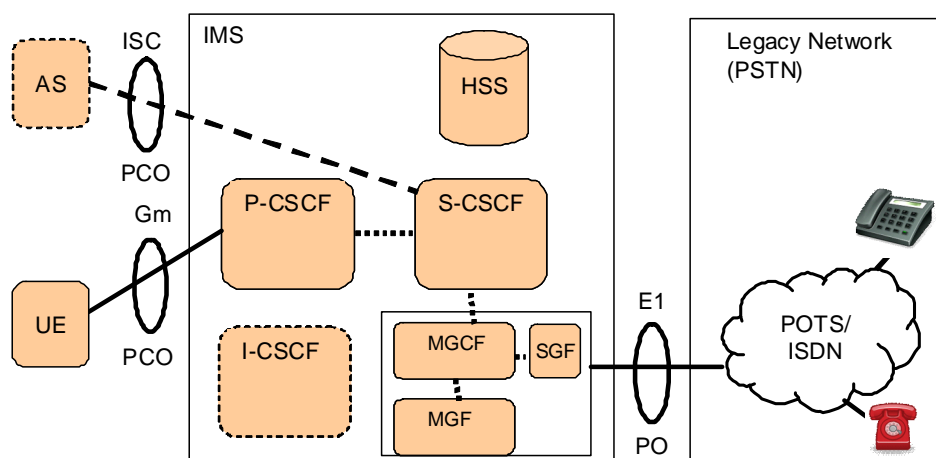 ISC
AS
PCO
Gm
UE
PCO
IMS
HSS
P-CSCF
S-CSCF
I-CSCF
MGCF
SGF
MGF
E1
PO
Legacy Network
(PSTN)
POTS/
ISDN